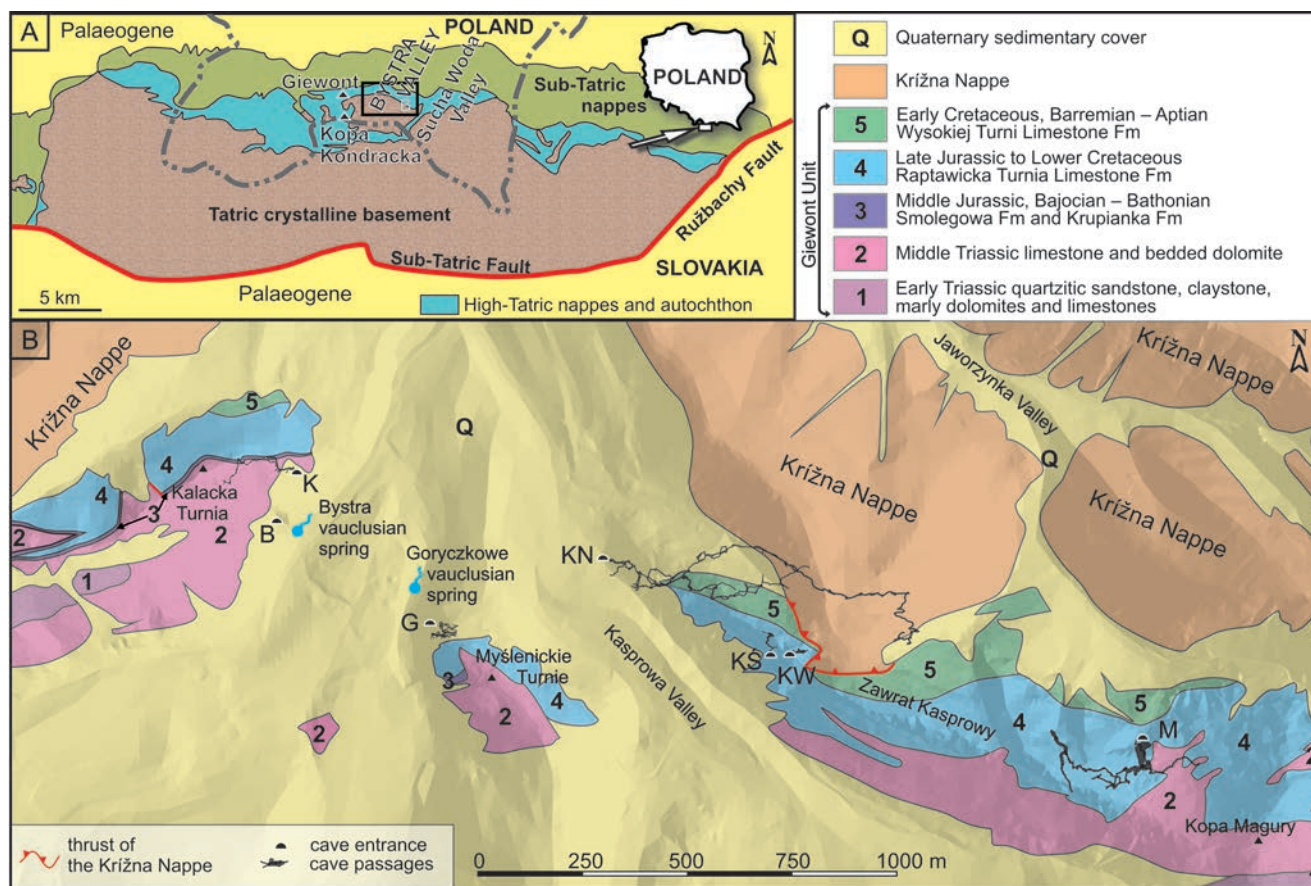 A
Palaeogene
POLAND
N
Giewont
BYSTRA
VALLEY
Sucha Woda
Valley
Sub-Tatric
nappes
POLAND
Kopa
Kondracka
Tatric crystalline basement
Ružbachy Fault
Sub-Tatric Fault
SLOVAKIA
5 km
Palaeogene
High-Tatric nappes and autochthon
Q
Quaternary sedimentary cover
Krížna Nappe
Giewont Unit
5
Early Cretaceous, Barremian – Aptian
Wysokiej Turni Limestone Fm
4
Late Jurassic to Lower Cretaceous
Raptawicka Turnia Limestone Fm
3
Middle Jurassic, Bajocian – Bathonian
Smolegowa Fm and Krupianka Fm
2
Middle Triassic limestone and bedded dolomite
1
Early Triassic quartzitic sandstone, claystone,
marly dolomites and limestones
B
N
Krížna Nappe
Krížna Nappe
Jaworzynka Valley
Krížna Nappe
5
Q
Q
4
4
Kalacka
Turnia
K
3
2
2
B
Bystra
vauclusian
spring
Krížna Nappe
Krížna Nappe
Goryczkowe
vauclusian
spring
KN
1
5
G
KŚ
KW
5
Myślenickie
Turnie
3
Kasprowa Valley
Zawrat Kasprowy
5
4
2
4
M
4
2
2
2
Kopa Magury
thrust of
the Krížna Nappe
cave entrance
cave passages
0
250
500
750
1000 m